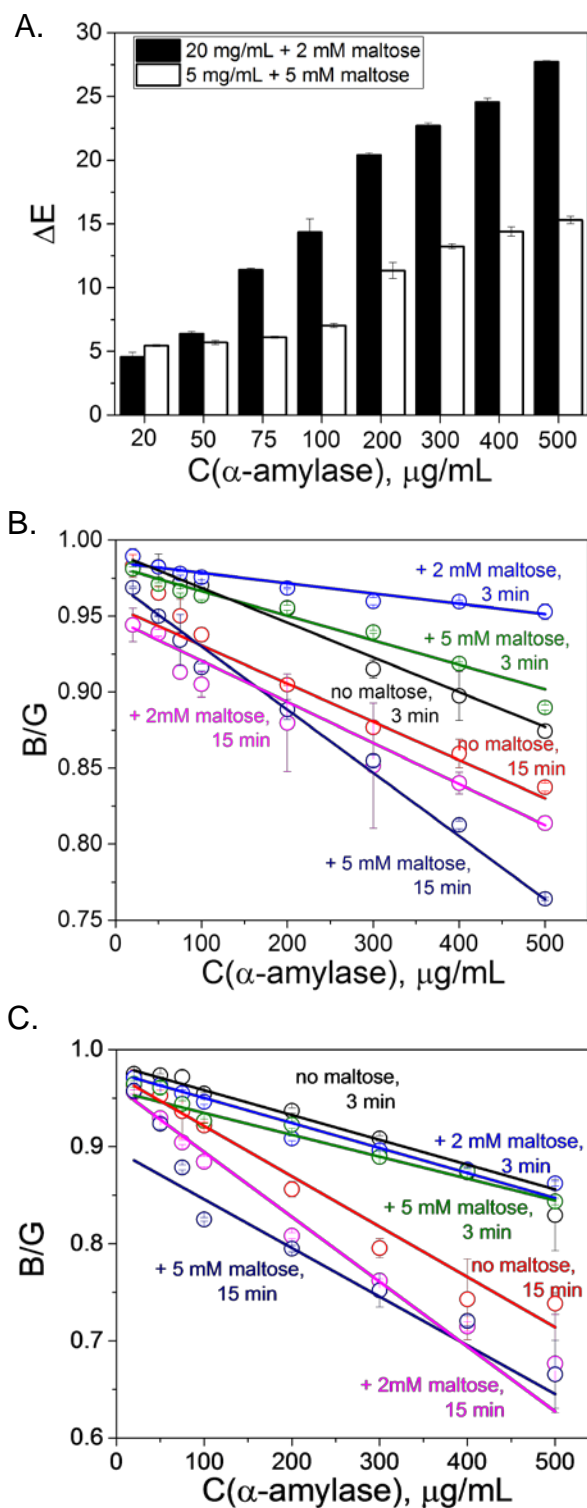 A.
20 mg/mL + 2 mM maltose
5 mg/mL + 5 mM maltose
30
25
20
15
10
5
0
ΔE
20 50 75 100 200 300 400 500
C(α-amylase), μg/mL
B.
1.00
0.95
0.90
0.85
0.80
0.75
B/G
+ 2 mM maltose,
3 min
+ 5 mM maltose,
3 min
no maltose,
3 min
+ 2mM maltose,
15 min
no maltose,
15 min
+ 5 mM maltose,
15 min
0 100 200 300 400 500
C(α-amylase), μg/mL
C.
1.0
0.9
0.8
0.7
0.6
B/G
no maltose,
3 min
+ 2 mM maltose,
3 min
+ 5 mM maltose,
3 min
no maltose,
15 min
+ 5 mM maltose,
15 min
+ 2mM maltose,
15 min
0 100 200 300 400 500
C(α-amylase), μg/mL